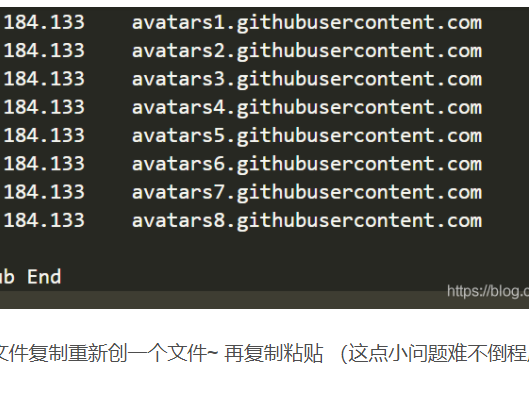 184.133 avatars1.githubusercontent.com
184.133 avatars2.githubusercontent.com
184.133 avatars3.githubusercontent.com
184.133 avatars4.githubusercontent.com
184.133 avatars5.githubusercontent.com
184.133 avatars6.githubusercontent.com
184.133 avatars7.githubusercontent.com
184.133 avatars8.githubusercontent.com
ub End
https://blog.c
文件复制重新创一个文件~ 再复制粘贴 （这点小问题难不倒程